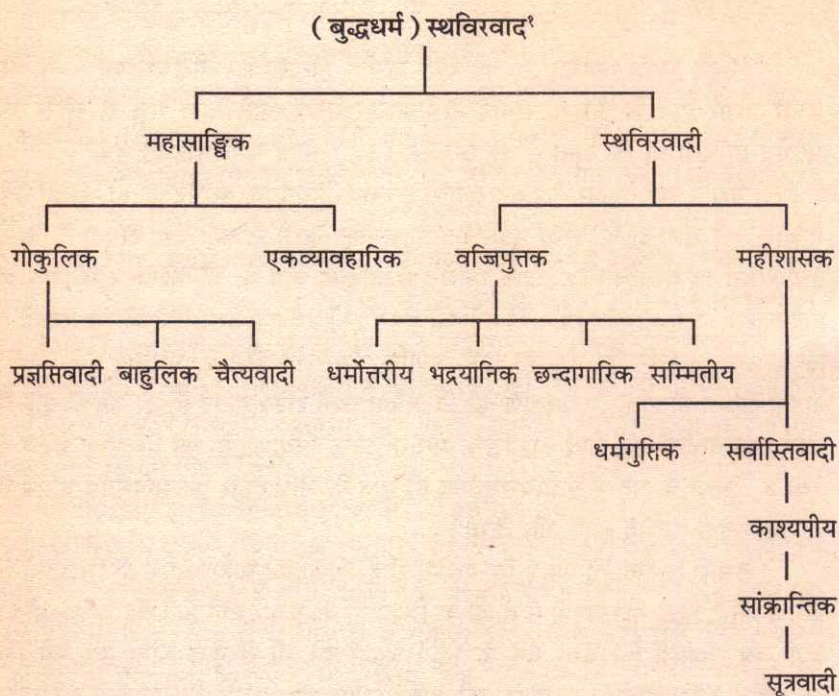 ( बुद्धधर्म ) स्थविरवाद१
महासाङ्घिक स्थविरवादी
गोकुलिक एकव्यावहारिक वज्जिपुत्तक महीशासक
प्रज्ञप्तिवादी बाहुलिक चैत्यवादी धर्मोत्तरीय भद्रयानिक छन्दागारिक सम्मितीय
धर्मगुप्तिक सर्वास्तिवादी
काश्यपीय
सांक्रान्तिक
सूत्रवादी